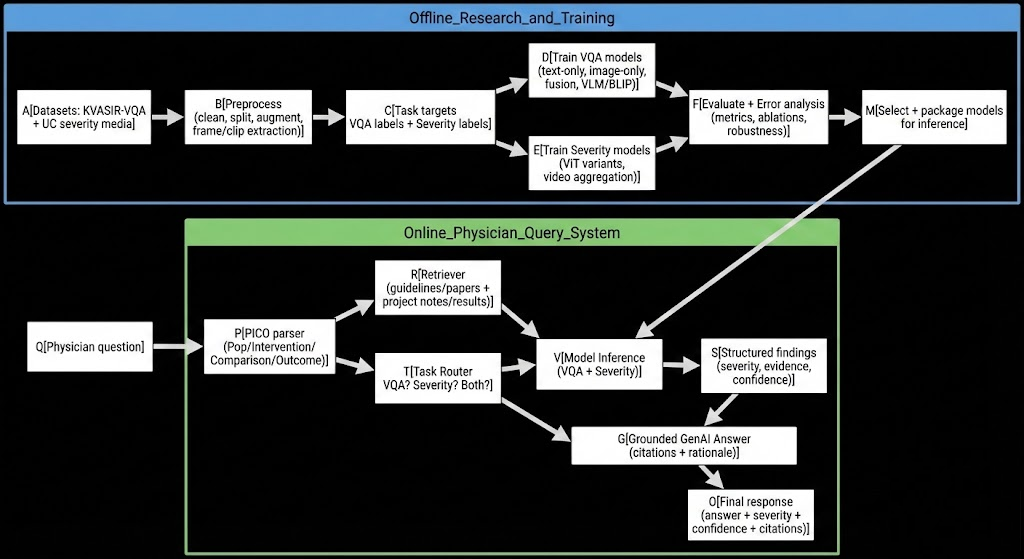 Offline_Research_and_Training
A[Datasets: KVASIR-VQA
+ UC severity media]
B[Preprocess
(clean, split, augment,
frame/clip extraction)]
C[Task targets
VQA labels + Severity labels]
D[Train VQA models
(text-only, image-only,
fusion, VLM/BLIP)]
E[Train Severity models
(ViT variants,
video aggregation)]
F[Evaluate + Error analysis
(metrics, ablations,
robustness)]
M[Select + package models
for inference]
Online_Physician_Query_System
Q[Physician question]
P[PICO parser
(Pop/Intervention/
Comparison/Outcome)]
R[Retriever
(guidelines/papers +
project notes/results)]
T[Task Router
VQA? Severity? Both?]
V[Model Inference
(VQA + Severity)]
S[Structured findings
(severity, evidence,
confidence)]
G[Grounded GenAI Answer
(citations + rationale)]
O[Final response
(answer + severity +
confidence + citations)]